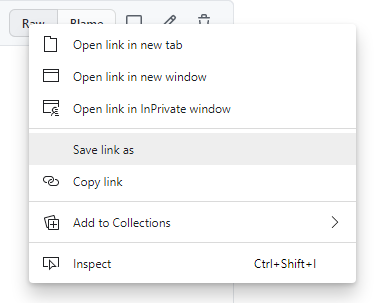 Raw Blame
Open link in new tab
Open link in new window
Open link in InPrivate window
Save link as
Copy link
Add to Collections
Inspect Ctrl+Shift+I